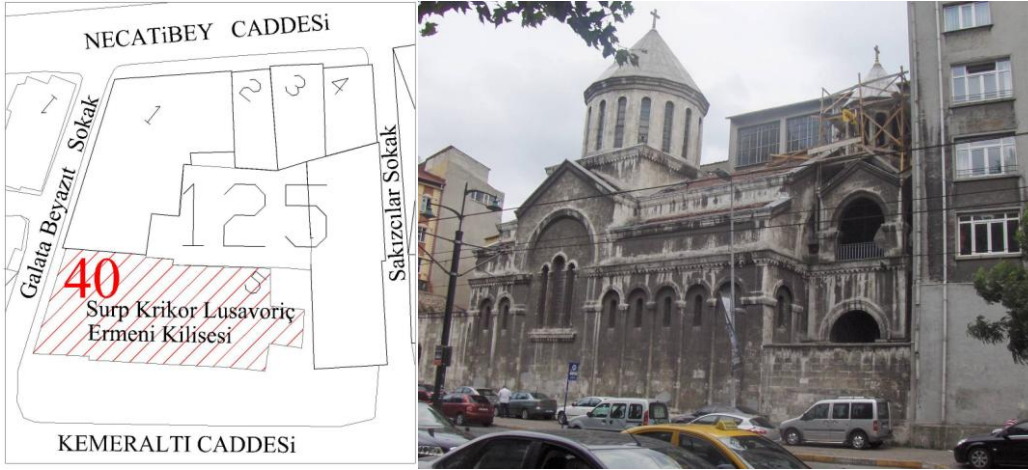 NECATiBEY CADDESi
1
1
2
3
4
Galata Beyazıt Sokak
125
Sakızcılar Sokak
40
5
Surp Krikor Lusavoriç
Ermeni Kilisesi
KEMERALTI CADDESi